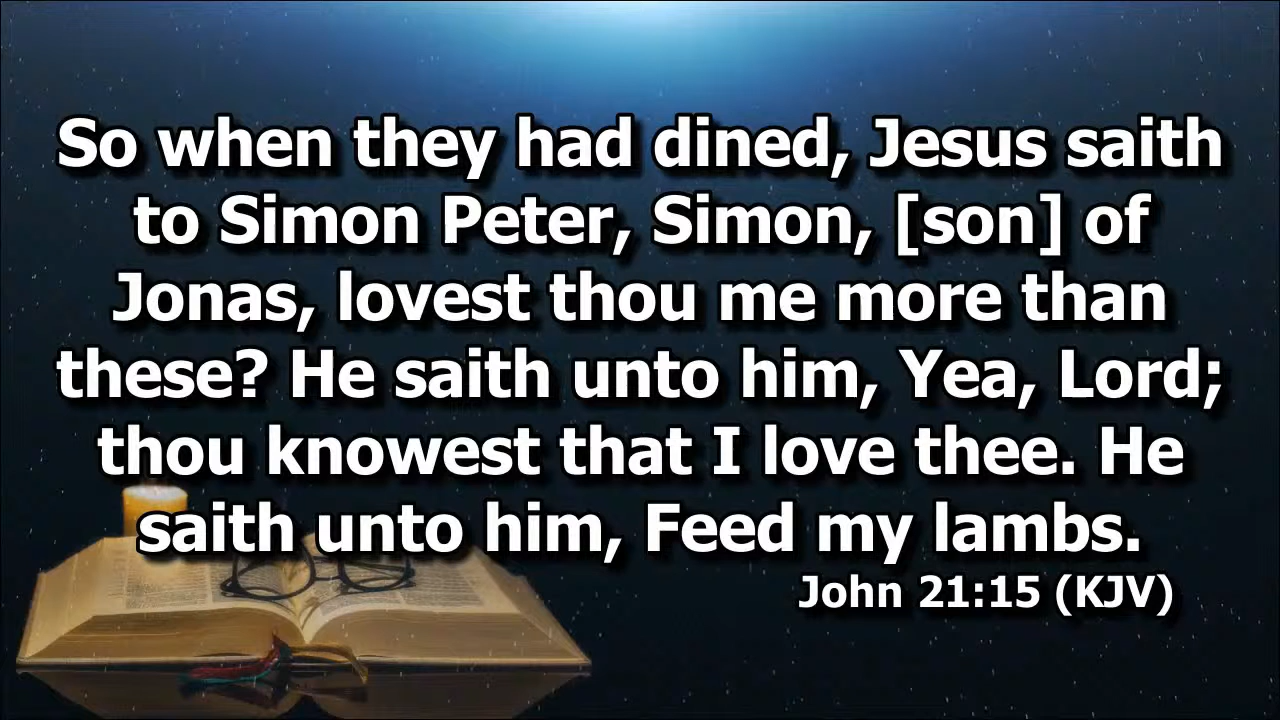 So when they had dined, Jesus saith
to Simon Peter, Simon, [son] of
Jonas, lovest thou me more than
these? He saith unto him, Yea, Lord;
thou knowest that I love thee. He
saith unto him, Feed my lambs.
John 21:15 (KJV)